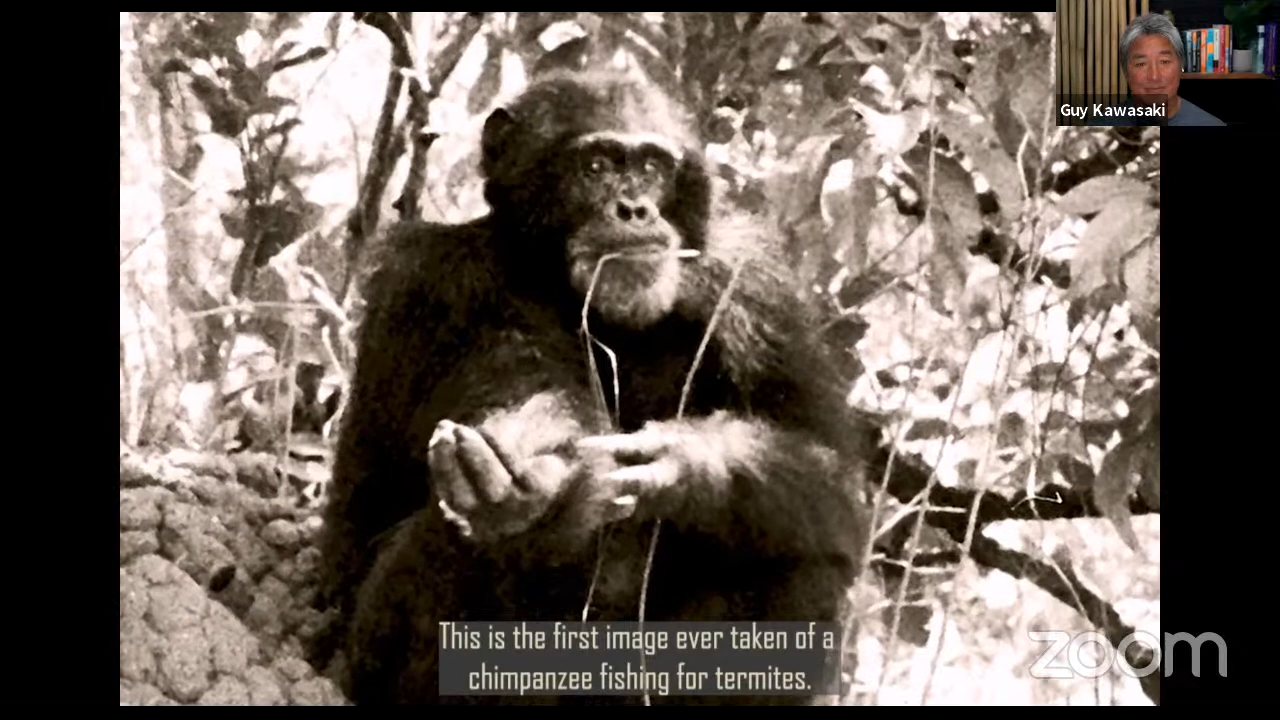 Guy Kawasaki
This is the first image ever taken of a
chimpanzee fishing for termites.
zoom